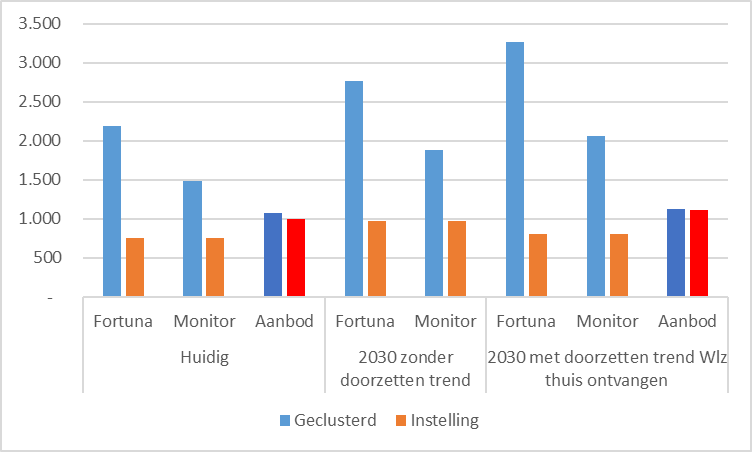 3.500
3.000
2.500
2.000
1.500
1.000
500
-
Fortuna Monitor Aanbod Fortuna Monitor Fortuna Monitor Aanbod
Huidig 2030 zonder 2030 met doorzetten trend Wlz
doorzetten trend thuis ontvangen
Geclusterd Instelling